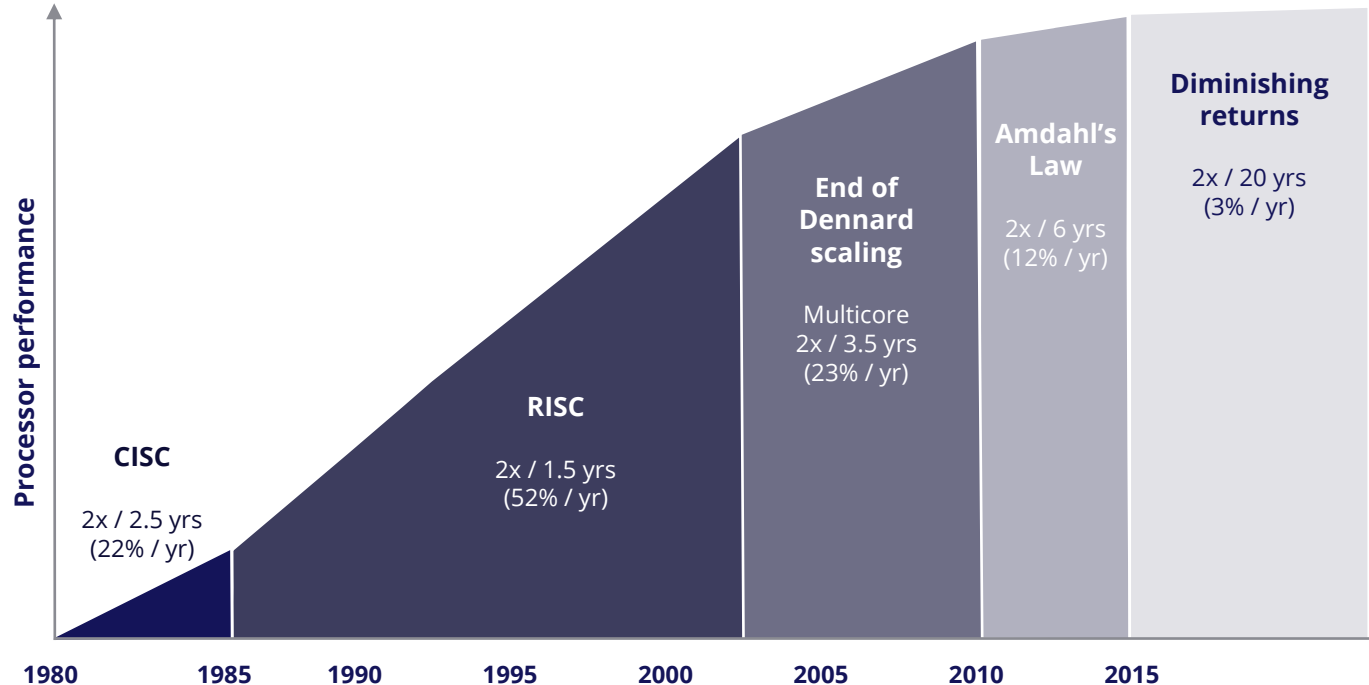 Processor performance
CISC
2x / 2.5 yrs
(22% / yr)
RISC
2x / 1.5 yrs
(52% / yr)
End of
Dennard
scaling
Multicore
2x / 3.5 yrs
(23% / yr)
Amdahl’s
Law
2x / 6 yrs
(12% / yr)
Diminishing
returns
2x / 20 yrs
(3% / yr)
1980 1985 1990 1995 2000 2005 2010 2015